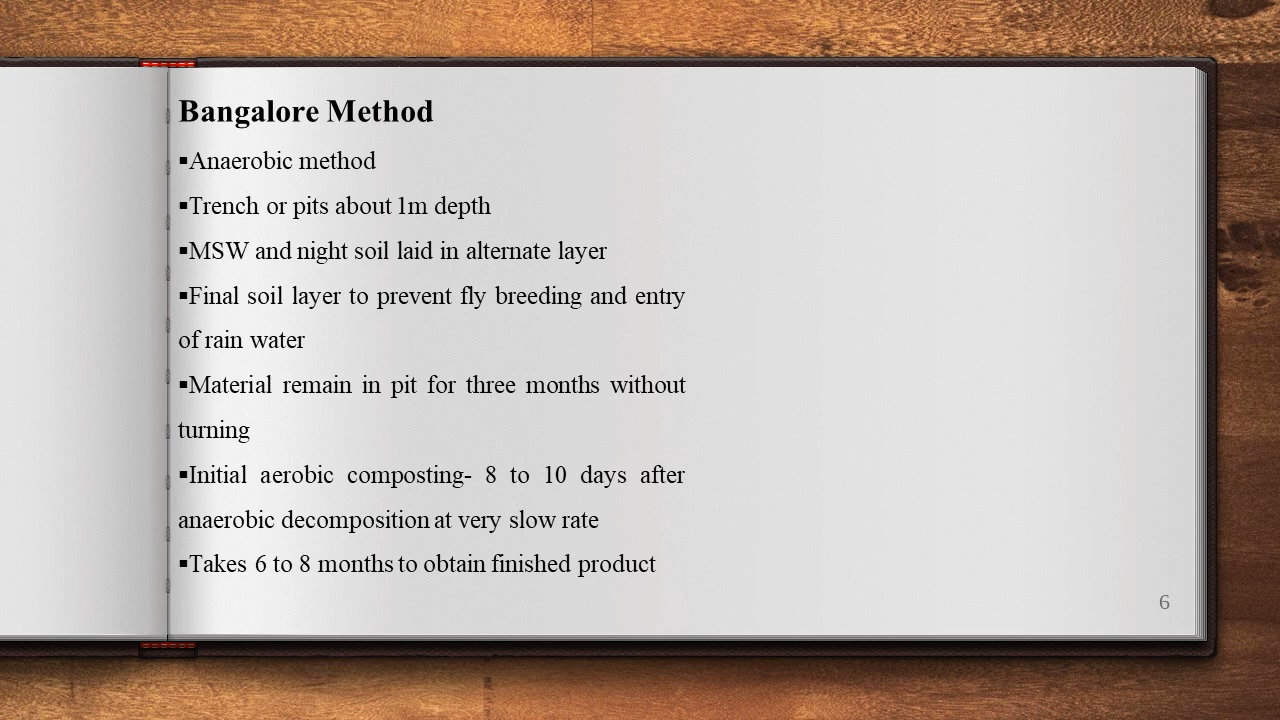 Bangalore Method
▪Anaerobic method
▪Trench or pits about 1m depth
▪MSW and night soil laid in alternate layer
▪Final soil layer to prevent fly breeding and entry
of rain water
▪Material remain in pit for three months without
turning
▪Initial aerobic composting- 8 to 10 days after
anaerobic decomposition at very slow rate
▪Takes 6 to 8 months to obtain finished product
6